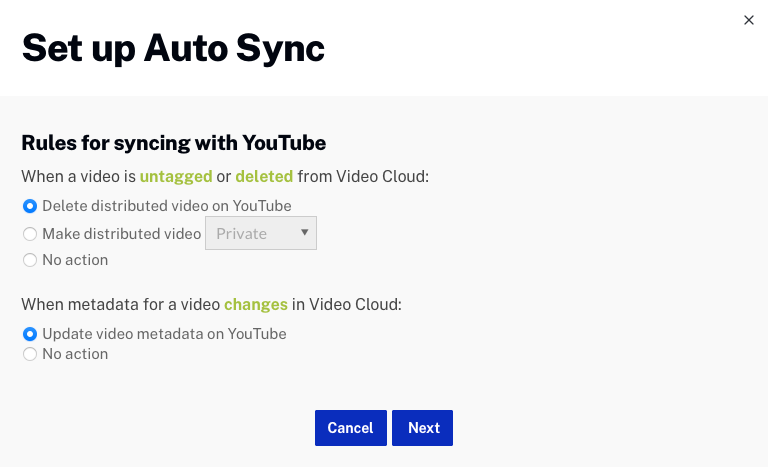 Set up Auto Sync
Rules for syncing with YouTube
When a video is untagged or deleted from Video Cloud:
Delete distributed video on YouTube
Make distributed video Private
No action
When metadata for a video changes in Video Cloud:
Update video metadata on YouTube
No action
Cancel Next